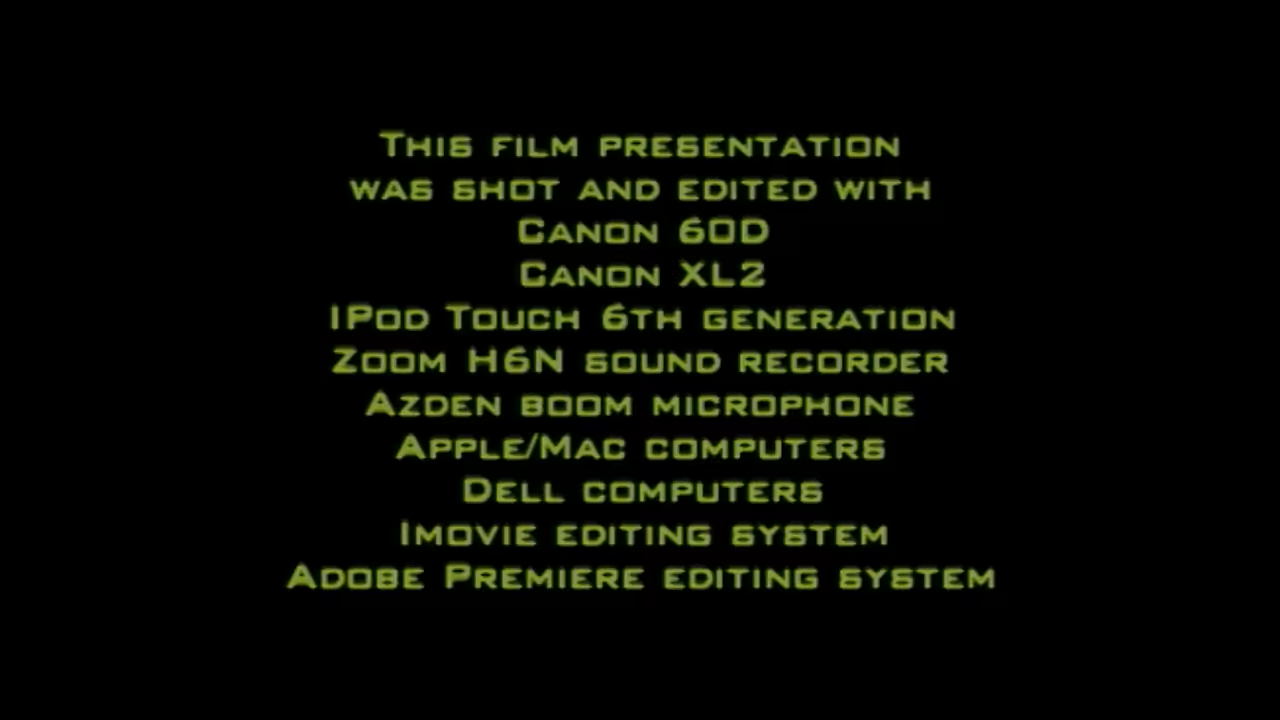 This film presentation
was shot and edited with
Canon 60D
Canon XL2
IPod Touch 6th generation
Zoom H6N sound recorder
Azden boom microphone
Apple/Mac computers
Dell computers
Imovie editing system
Adobe Premiere editing system